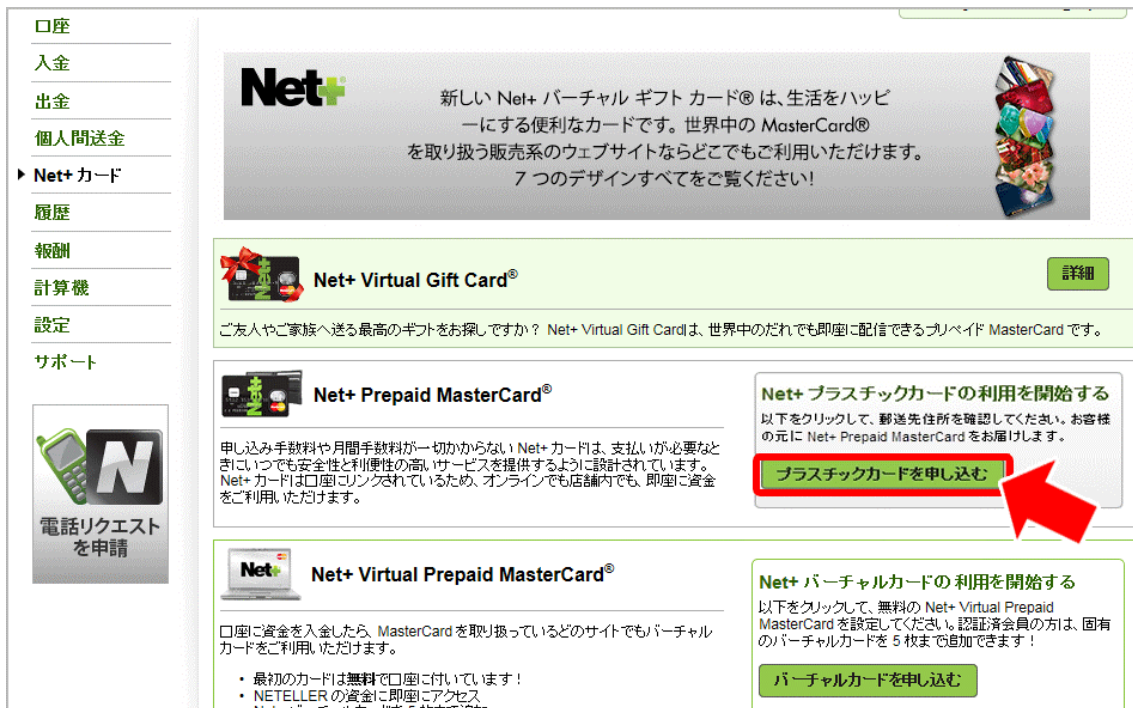 口座
入金
出金
個人間送金
Net+ カード
履歴
報酬
計算機
設定
サポート
電話リクエスト
を申請
Net+
新しい Net+ バーチャル ギフト カード® は、生活をハッピ
ーにする便利なカードです。世界中の MasterCard®
を取り扱う販売系のウェブサイトならどこでもご利用いただけます。
7 つのデザインすべてをご覧ください!
Net+ Virtual Gift Card®
詳細
ご友人やご家族へ送る最高のギフトをお探しですか? Net+ Virtual Gift Cardは、世界中のだれでも即座に配信できるプリペイド MasterCard です。
Net+ Prepaid MasterCard®
申し込み手数料や月間手数料が一切かからない Net+ カードは、支払いが必要なと
きにいつでも安全性と利便性の高いサービスを提供するように設計されています。
Net+ カードは口座にリンクされているため、オンラインでも店舗内でも、即座に資金
をご利用いただけます。
Net+ プラスチックカードの利用を開始する
以下をクリックして、郵送先住所を確認してください。お客様
の元に Net+ Prepaid MasterCard をお届けします。
プラスチックカードを申し込む
Net+
Net+ Virtual Prepaid MasterCard®
口座に資金を入金したら、MasterCard を取り扱っているどのサイトでもバーチャル
カードをご利用いただけます。
・ 最初のカードは無料で口座に付いています!
・ NETELLER の資金に即座にアクセス
Net+ バーチャルカードの利用を開始する
以下をクリックして、無料の Net+ Virtual Prepaid
MasterCard を設定してください。認証済会員の方は、固有
のバーチャルカードを 5 枚まで追加できます!
バーチャルカードを申し込む